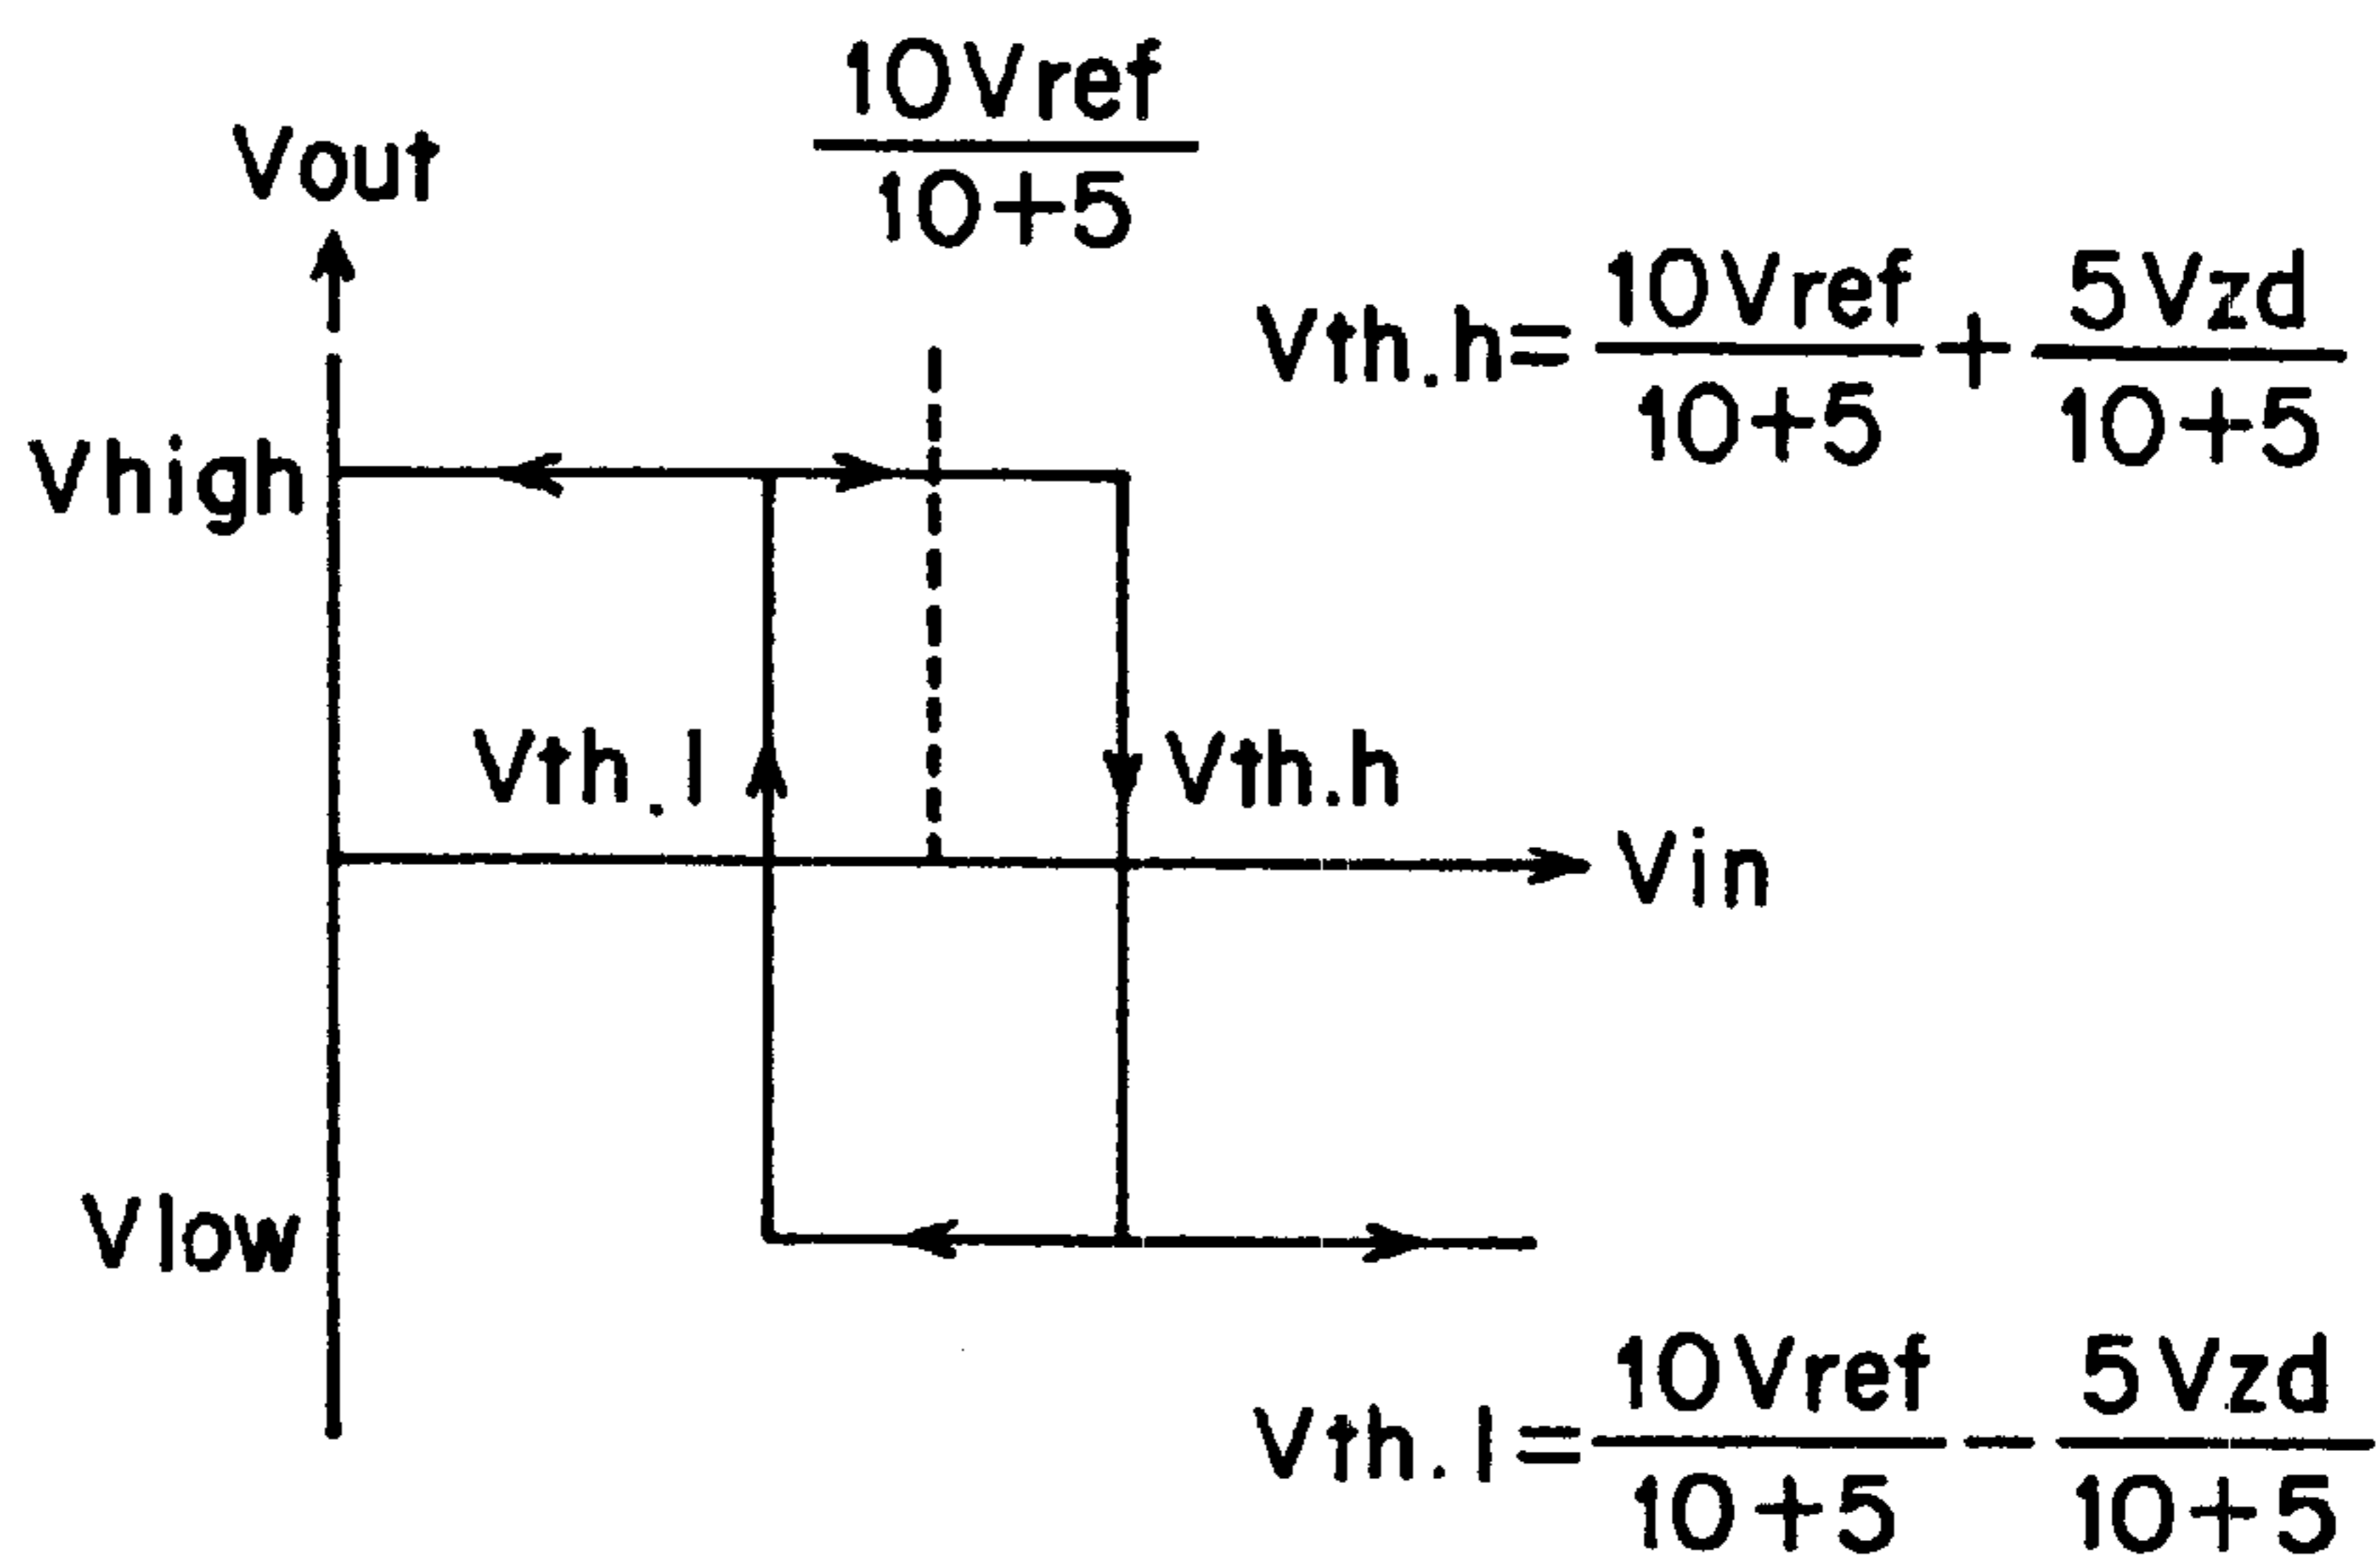 10Vref
10+5
Vout
Vth.h= 10Vref/10+5 + 5Vzd/10+5
Vhigh
Vth.l
Vth.h
Vin
Vlow
Vth.l= 10Vref/10+5 − 5Vzd/10+5